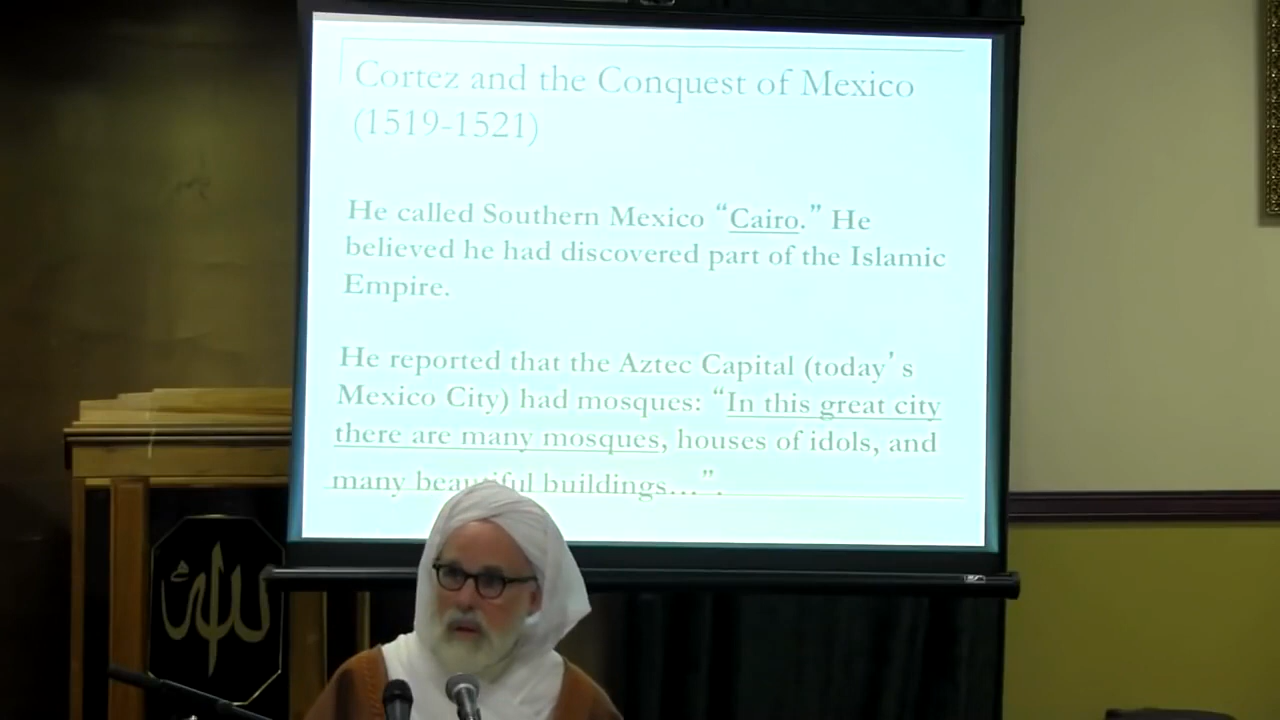 Cortez and the Conquest of Mexico
(1519-1521)
He called Southern Mexico “Cairo.” He
believed he had discovered part of the Islamic
Empire.
He reported that the Aztec Capital (today's
Mexico City) had mosques: “In this great city
there are many mosques, houses of idols, and
many beautiful buildings…”.
الله